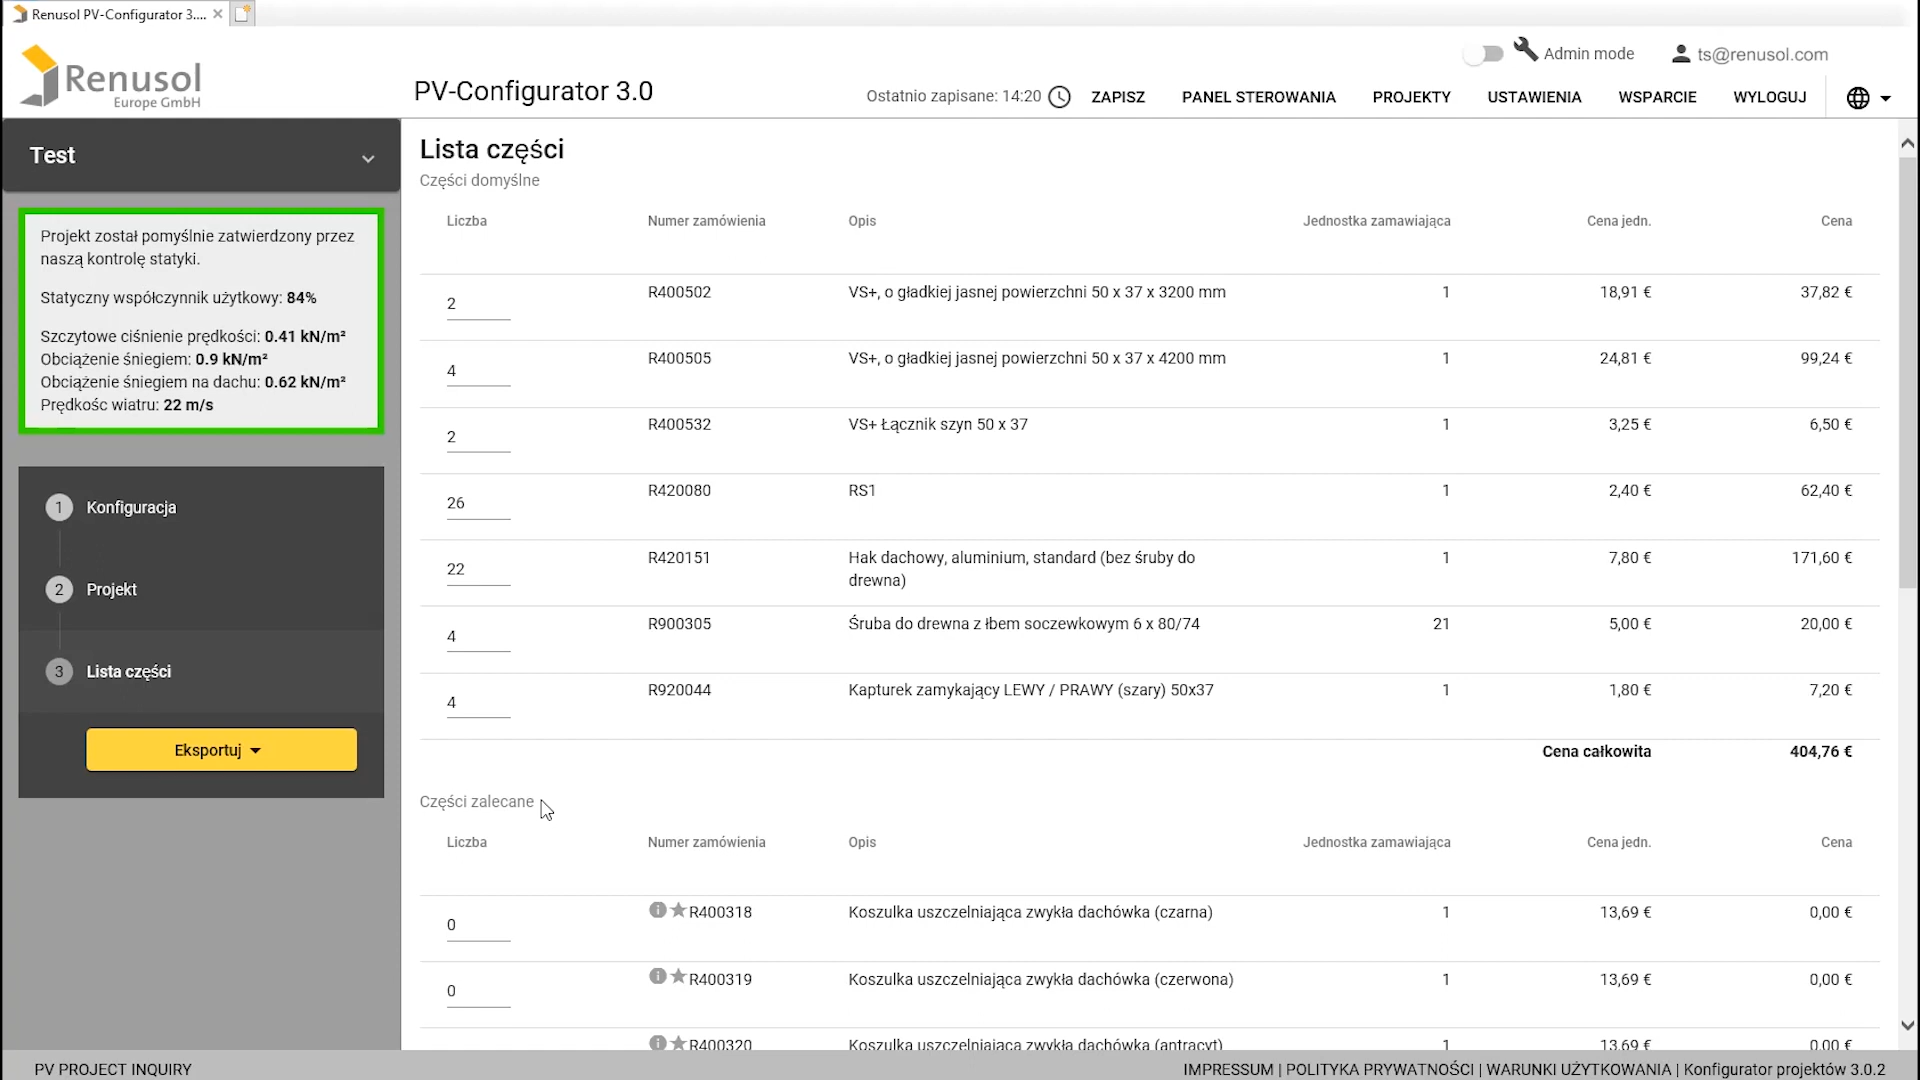 Renusol PV-Configurator 3....
Renusol
Europe GmbH
PV-Configurator 3.0
Admin mode
ts@renusol.com
Ostatnio zapisane: 14:20
ZAPISZ
PANEL STEROWANIA
PROJEKTY
USTAWIENIA
WSPARCIE
WYLOGUJ
Test
Projekt został pomyślnie zatwierdzony przez
naszą kontrolę statyki.
Statyczny współczynnik użytkowy: 84%
Szczytowe ciśnienie prędkości: 0.41 kN/m²
Obciążenie śniegiem: 0.9 kN/m²
Obciążenie śniegiem na dachu: 0.62 kN/m²
Prędkośc wiatru: 22 m/s
1 Konfiguracja
2 Projekt
3 Lista części
Eksportuj
Lista części
Części domyślne
Liczba Numer zamówienia Opis Jednostka zamawiająca Cena jedn. Cena
2 R400502 VS+, o gładkiej jasnej powierzchni 50 x 37 x 3200 mm 1 18,91 € 37,82 €
4 R400505 VS+, o gładkiej jasnej powierzchni 50 x 37 x 4200 mm 1 24,81 € 99,24 €
2 R400532 VS+ Łącznik szyn 50 x 37 1 3,25 € 6,50 €
26 R420080 RS1 1 2,40 € 62,40 €
22 R420151 Hak dachowy, aluminium, standard (bez śruby do 1 7,80 € 171,60 €
drewna)
4 R900305 Śruba do drewna z łbem soczewkowym 6 x 80/74 21 5,00 € 20,00 €
4 R920044 Kapturek zamykający LEWY / PRAWY (szary) 50x37 1 1,80 € 7,20 €
Cena całkowita 404,76 €
Części zalecane
Liczba Numer zamówienia Opis Jednostka zamawiająca Cena jedn. Cena
0 R400318 Koszulka uszczelniająca zwykła dachówka (czarna) 1 13,69 € 0,00 €
0 R400319 Koszulka uszczelniająca zwykła dachówka (czerwona) 1 13,69 € 0,00 €
R400320 Koszulka uszczelniająca zwykła dachówka (antracyt) 1 13,69 € 0,00 €
PV PROJECT INQUIRY
IMPRESSUM | POLITYKA PRYWATNOŚCI | WARUNKI UŻYTKOWANIA | Konfigurator projektów 3.0.2